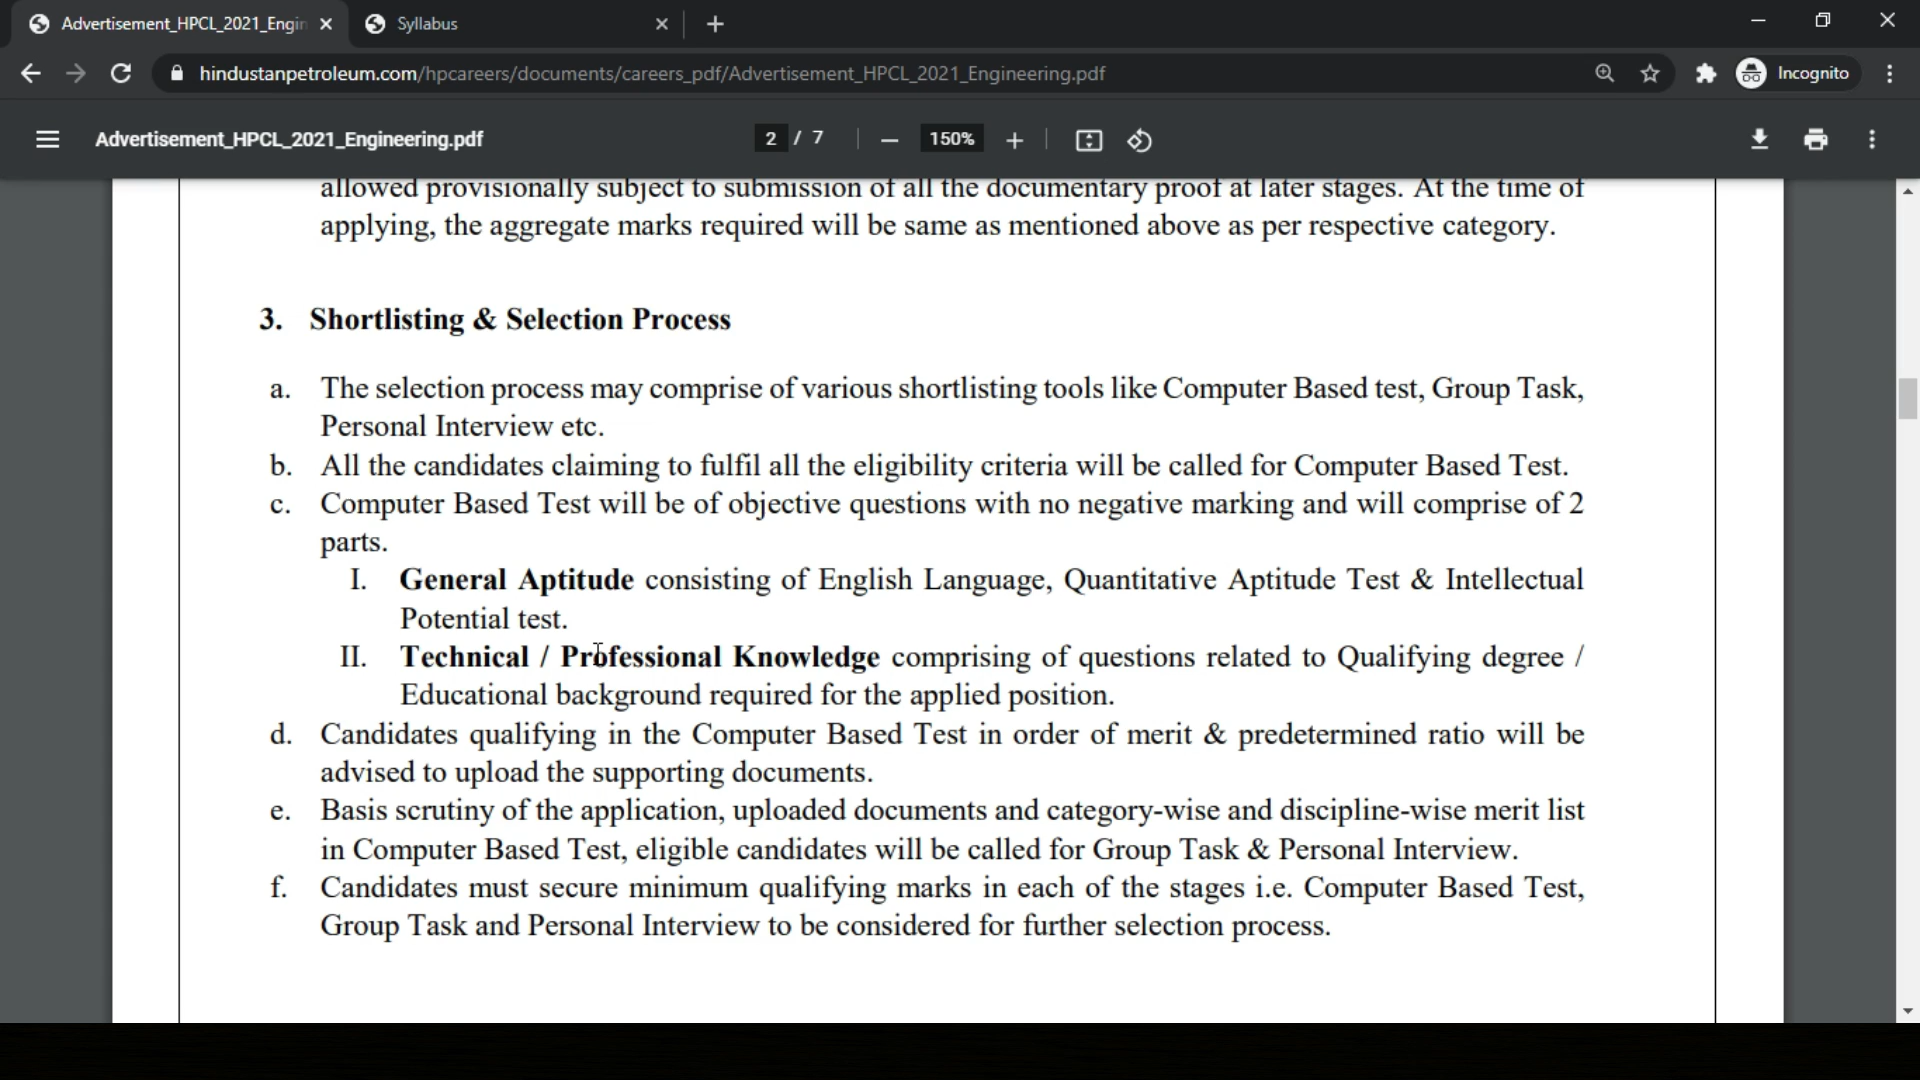 Advertisement_HPCL_2021_Engin
Syllabus
hindustanpetroleum.com/hpcareers/documents/careers_pdf/Advertisement_HPCL_2021_Engineering.pdf
Incognito
Advertisement_HPCL_2021_Engineering.pdf
2 / 7
150%
allowed provisionally subject to submission of all the documentary proof at later stages. At the time of
applying, the aggregate marks required will be same as mentioned above as per respective category.
3. Shortlisting & Selection Process
a. The selection process may comprise of various shortlisting tools like Computer Based test, Group Task,
Personal Interview etc.
b. All the candidates claiming to fulfil all the eligibility criteria will be called for Computer Based Test.
c. Computer Based Test will be of objective questions with no negative marking and will comprise of 2
parts.
I. General Aptitude consisting of English Language, Quantitative Aptitude Test & Intellectual
Potential test.
II. Technical / Professional Knowledge comprising of questions related to Qualifying degree /
Educational background required for the applied position.
d. Candidates qualifying in the Computer Based Test in order of merit & predetermined ratio will be
advised to upload the supporting documents.
e. Basis scrutiny of the application, uploaded documents and category-wise and discipline-wise merit list
in Computer Based Test, eligible candidates will be called for Group Task & Personal Interview.
f. Candidates must secure minimum qualifying marks in each of the stages i.e. Computer Based Test,
Group Task and Personal Interview to be considered for further selection process.